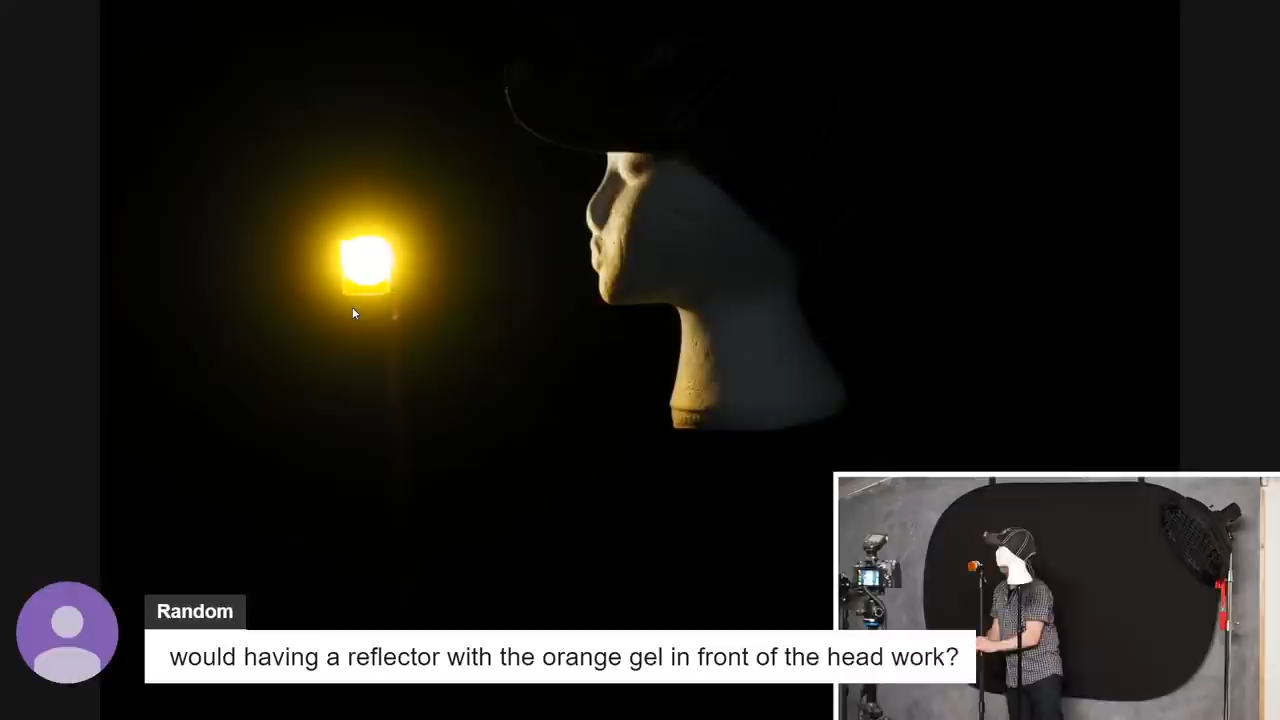 Random
would having a reflector with the orange gel in front of the head work?